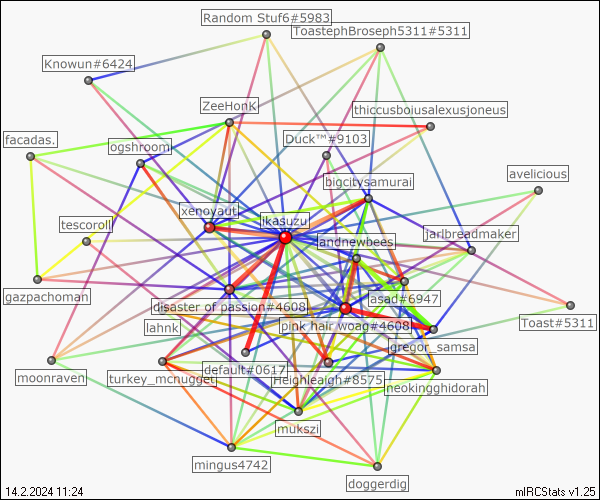 Random Stuf6#5983
ToastephBroseph5311#5311
Knowun#6424
ZeeHonK
thiccusboiusalexusjoneus
Duck™#9103
facadas.
ogshroom
avelicious
bigcitysamurai
xenoyaut
ikasuzu
tescoroll
andnewbees
jarlbreadmaker
gazpachoman
disaster of passion#4608
asad#6947
lahnk
pink hair woag#4608
Toast#5311
gregor_samsa
default#0617
moonraven
turkey_mcnugget
Heighleigh#8575
neokingghidorah
mukszi
mingus4742
doggerdig
14.2.2024 11:24
mIRCStats v1.25